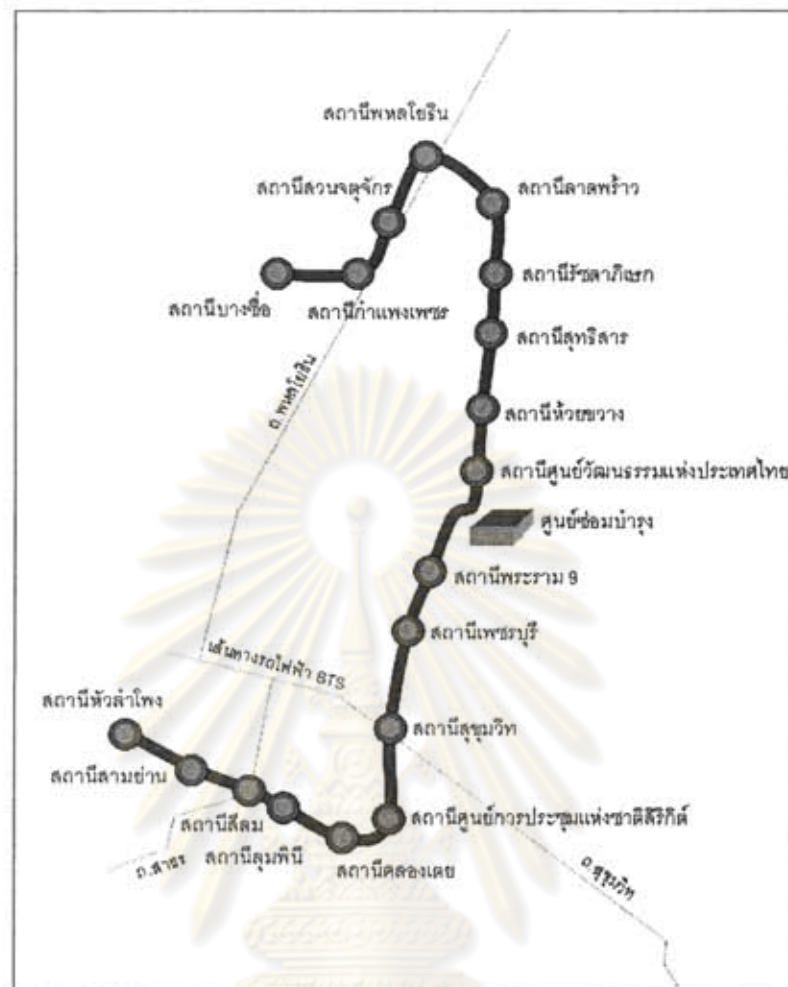 สถานีพหลโยธิน
สถานีสวนจตุจักร
สถานีลาดพร้าว
สถานีรัชดาภิเษก
สถานีบางซื่อ
สถานีกำแพงเพชร
สถานีสุทธิสาร
ถ.พหลโยธิน
สถานีห้วยขวาง
สถานีศูนย์วัฒนธรรมแห่งประเทศไทย
ศูนย์ซ่อมบำรุง
สถานีพระราม 9
สถานีเพชรบุรี
เส้นทางรถไฟฟ้า BTS
สถานีหัวลำโพง
สถานีสุขุมวิท
สถานีสามย่าน
สถานีศูนย์การประชุมแห่งชาติสิริกิต์
สถานีสีลม
สถานีลุมพินี
ถ.สาธร
สถานีคลองเตย
ถ.สุขุมวิท